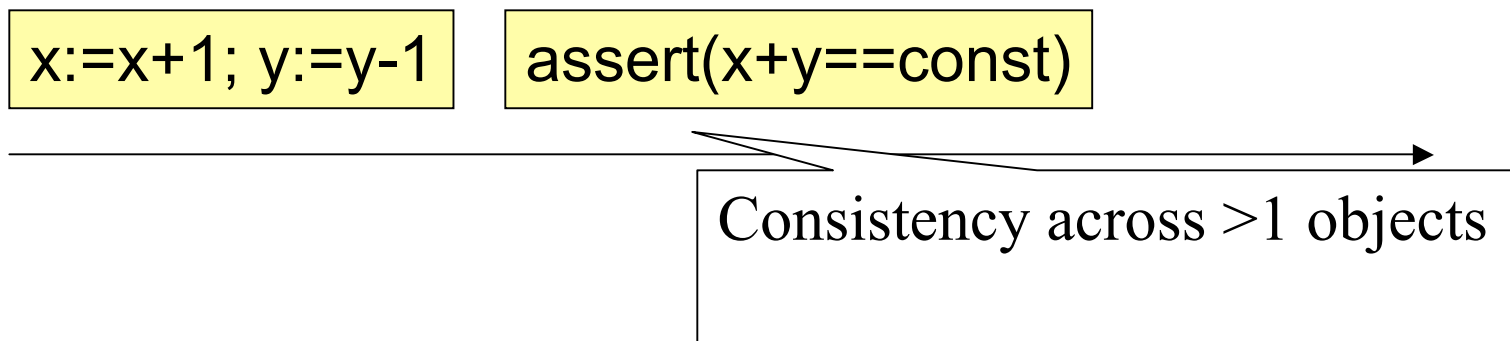 x:=x+1; y:=y-1
assert(x+y==const)
Consistency across >1 objects